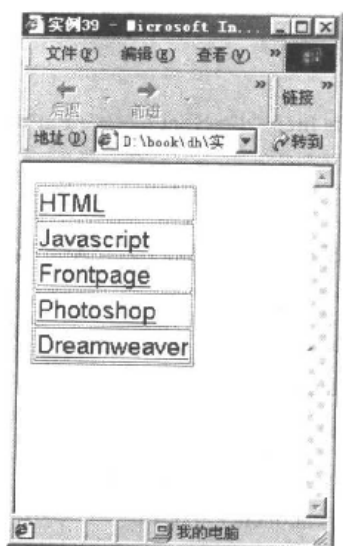 实例39 - Microsoft In...
文件(F) 编辑(E) 查看(V) »
后退 前进 » 链接 »
地址(D) D:\book\dh\实 转到
HTML
Javascript
Frontpage
Photoshop
Dreamweaver
我的电脑